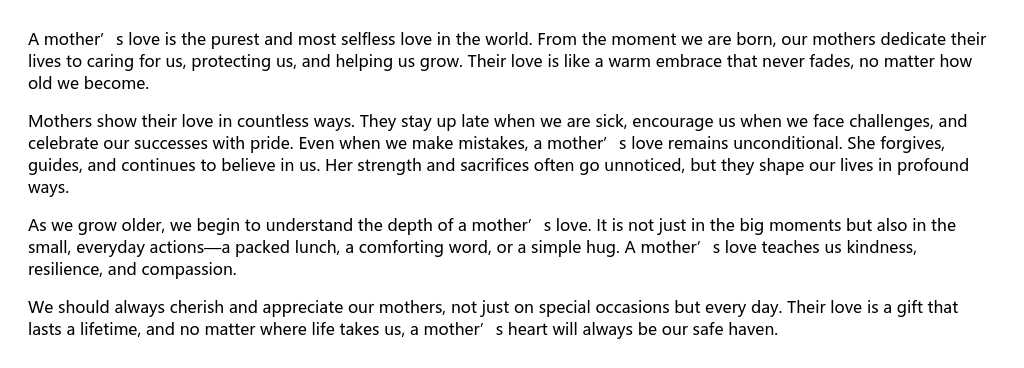 A mother’s love is the purest and most selfless love in the world. From the moment we are born, our mothers dedicate their
lives to caring for us, protecting us, and helping us grow. Their love is like a warm embrace that never fades, no matter how
old we become.
Mothers show their love in countless ways. They stay up late when we are sick, encourage us when we face challenges, and
celebrate our successes with pride. Even when we make mistakes, a mother’s love remains unconditional. She forgives,
guides, and continues to believe in us. Her strength and sacrifices often go unnoticed, but they shape our lives in profound
ways.
As we grow older, we begin to understand the depth of a mother’s love. It is not just in the big moments but also in the
small, everyday actions—a packed lunch, a comforting word, or a simple hug. A mother’s love teaches us kindness,
resilience, and compassion.
We should always cherish and appreciate our mothers, not just on special occasions but every day. Their love is a gift that
lasts a lifetime, and no matter where life takes us, a mother’s heart will always be our safe haven.